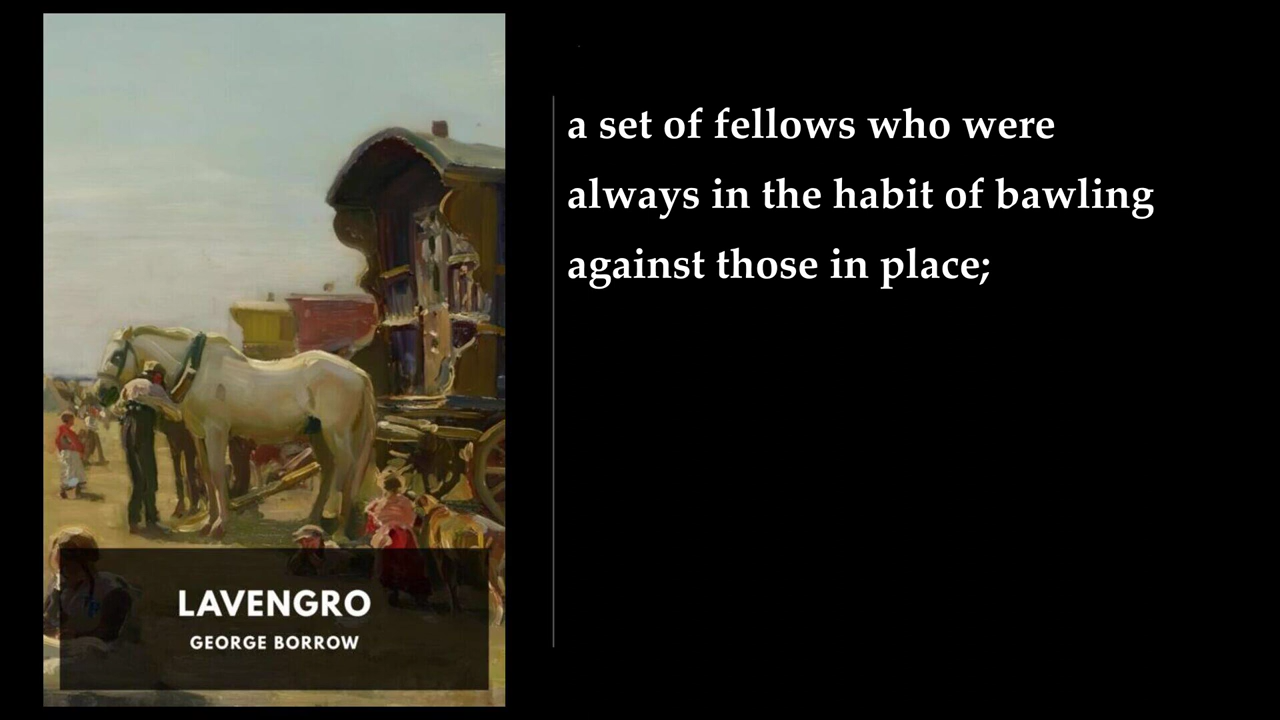 a set of fellows who were
always in the habit of bawling
against those in place;
LAVENGRO
GEORGE BORROW